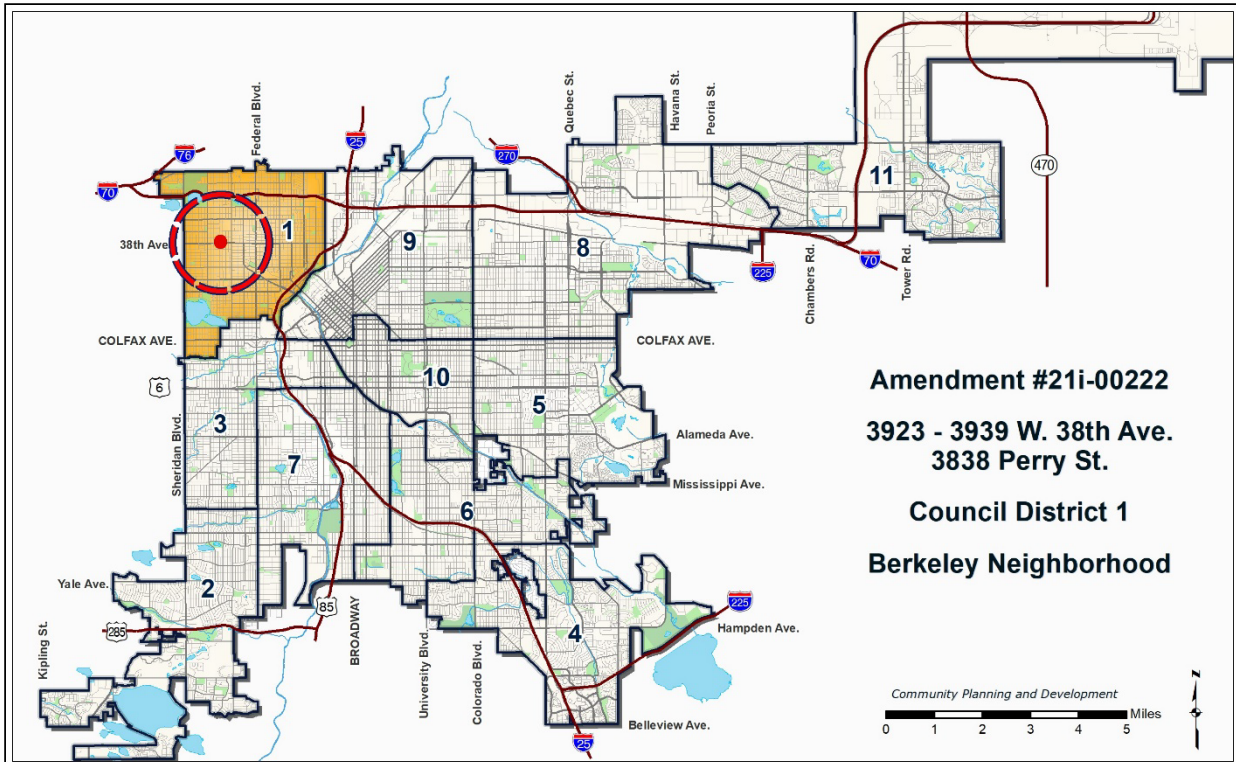 Federal Blvd.
Quebec St.
Havana St.
Peoria St.
25
76
270
70
470
11
1
9
8
38th Ave
225
70
Chambers Rd.
Tower Rd.
COLFAX AVE.
COLFAX AVE.
6
10
5
3
Sheridan Blvd.
Alameda Ave.
7
Mississippi Ave.
6
Yale Ave.
2
85
BROADWAY
225
285
4
Hampden Ave.
Kipling St.
University Blvd.
Colorado Blvd.
Belleview Ave.
25
Amendment #21i-00222
3923 - 3939 W. 38th Ave.
3838 Perry St.
Council District 1
Berkeley Neighborhood
Community Planning and Development
Miles
0 1 2 3 4 5
N